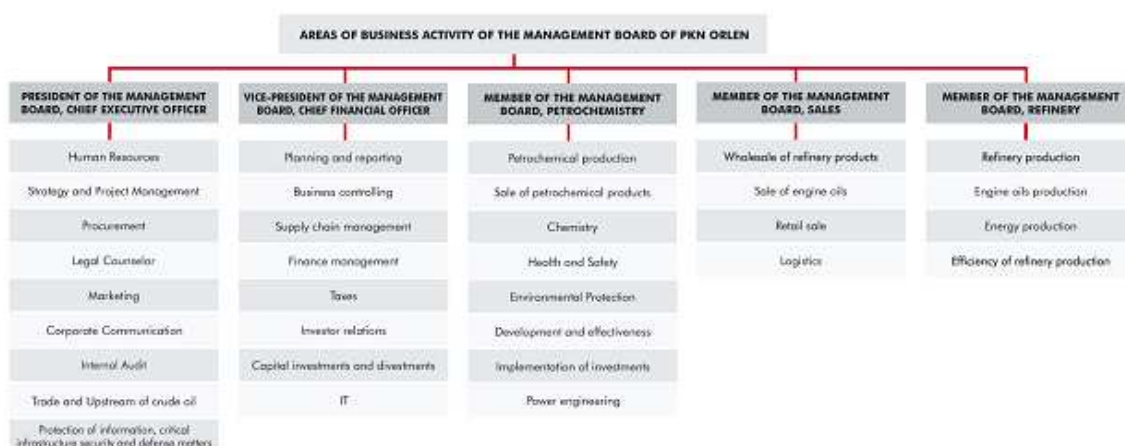 AREAS OF BUSINESS ACTIVITY OF THE MANAGEMENT BOARD OF PKN ORLEN
PRESIDENT OF THE MANAGEMENT
BOARD, CHIEF EXECUTIVE OFFICER
Human Resources
Strategy and Project Management
Procurement
Legal Counselor
Marketing
Corporate Communication
Internal Audit
Trade and Upstream of crude oil
Protection of information, critical
infrastructure security and defense matters
VICE-PRESIDENT OF THE MANAGEMENT
BOARD, CHIEF FINANCIAL OFFICER
Planning and reporting
Business controlling
Supply chain management
Finance management
Taxes
Investor relations
Capital investments and divestments
IT
MEMBER OF THE MANAGEMENT
BOARD, PETROCHEMISTRY
Petrochemical production
Sale of petrochemical products
Chemistry
Health and Safety
Environmental Protection
Development and effectiveness
Implementation of investments
Power engineering
MEMBER OF THE MANAGEMENT
BOARD, SALES
Wholesale of refinery products
Sale of engine oils
Retail sale
Logistics
MEMBER OF THE MANAGEMENT
BOARD, REFINERY
Refinery production
Engine oils production
Energy production
Efficiency of refinery production